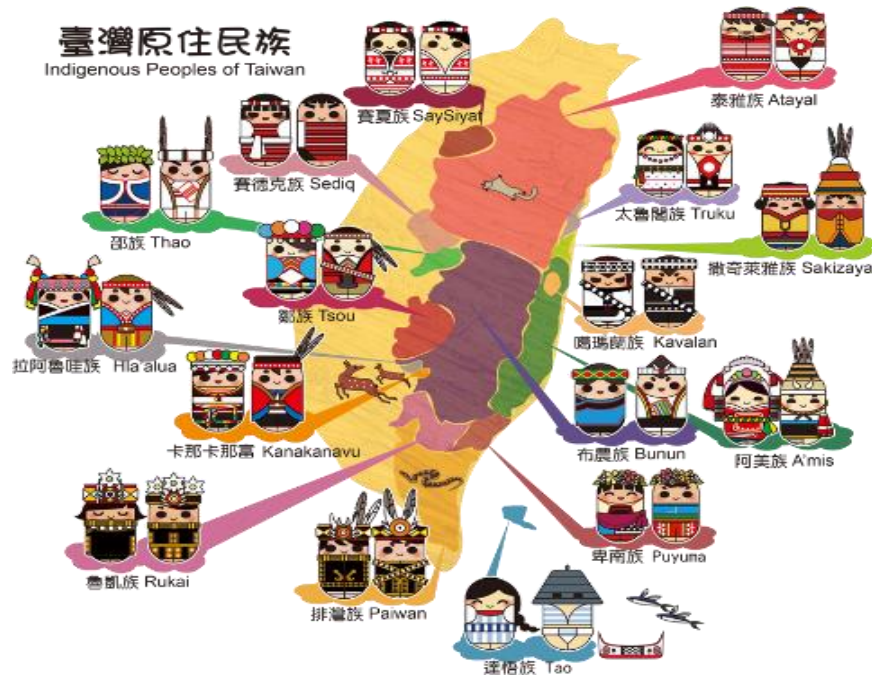 臺灣原住民族
Indigenous Peoples of Taiwan
賽夏族 SaySiyat
泰雅族 Atayal
賽德克族 Sediq
太魯閣族 Truku
邵族 Thao
撒奇萊雅族 Sakizaya
鄒族 Tsou
噶瑪蘭族 Kavalan
拉阿魯哇族 Hla'alua
卡那卡那富 Kanakanavu
布農族 Bunun
阿美族 A'mis
卑南族 Puyuma
魯凱族 Rukai
排灣族 Paiwan
達悟族 Tao